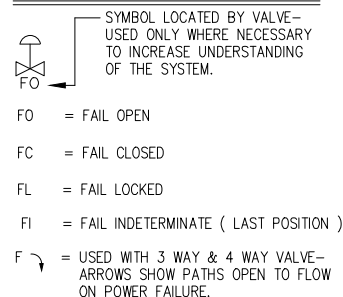 SYMBOL LOCATED BY VALVE-
USED ONLY WHERE NECESSARY
TO INCREASE UNDERSTANDING
OF THE SYSTEM.
FO
FO = FAIL OPEN
FC = FAIL CLOSED
FL = FAIL LOCKED
FI = FAIL INDETERMINATE ( LAST POSITION )
F = USED WITH 3 WAY & 4 WAY VALVE-
ARROWS SHOW PATHS OPEN TO FLOW
ON POWER FAILURE.